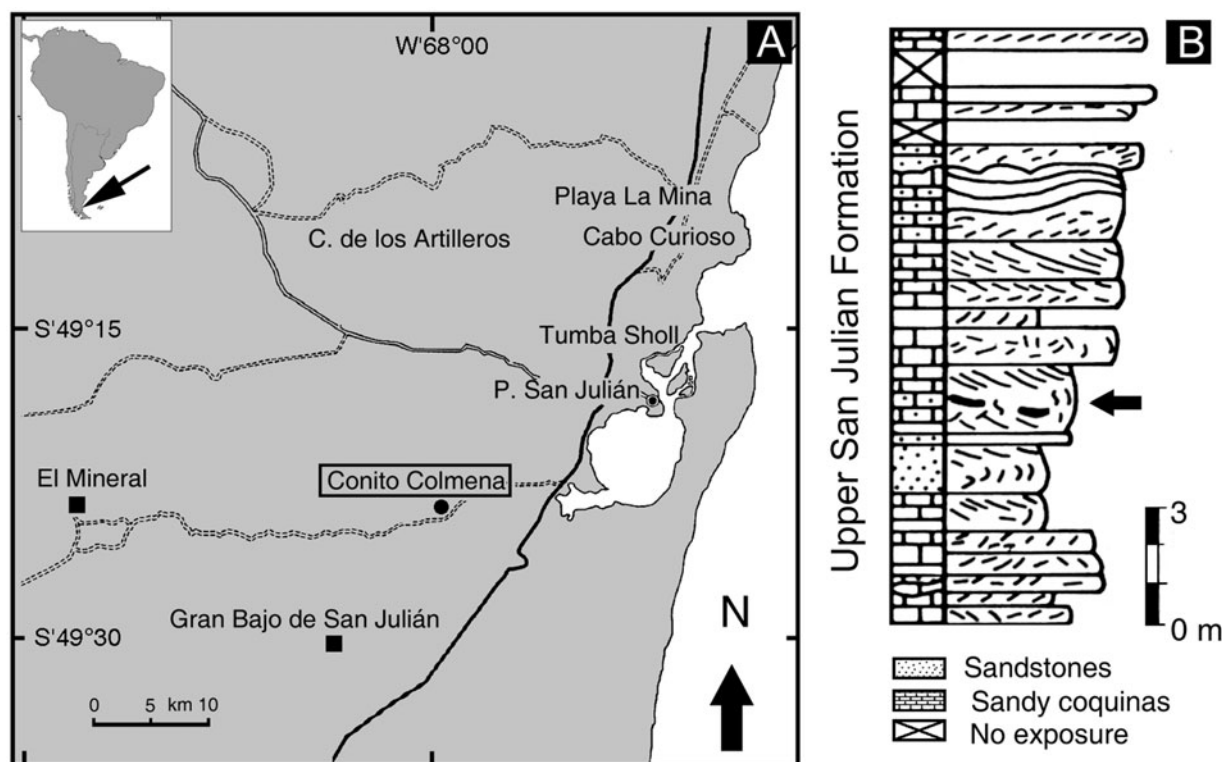 A
W'68°00
Playa La Mina
Cabo Curioso
C. de los Artilleros
S'49°15
Tumba Sholl
P. San Julián
El Mineral
Conito Colmena
Gran Bajo de San Julián
S'49°30
0 5 km 10
N
B
Upper San Julian Formation
3
0 m
Sandstones
Sandy coquinas
No exposure